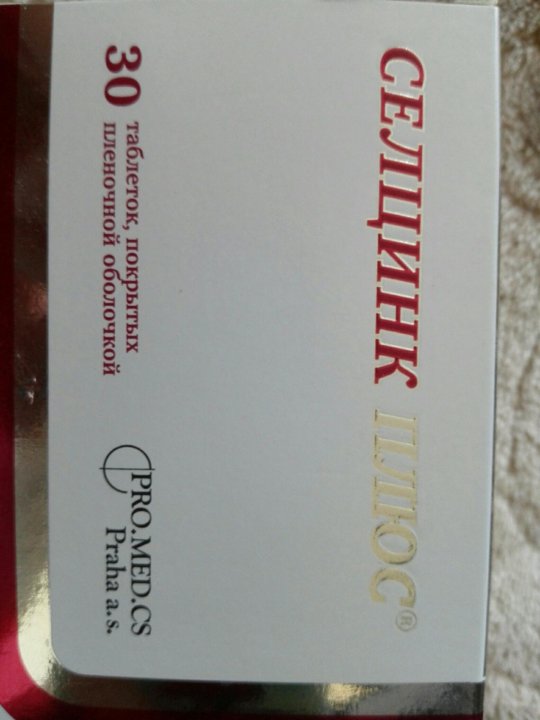 СЕЛЦИНК ПЛЮС®
30 таблеток, покрытых
пленочной оболочкой
PRO.MED.CS
Praha a.s.